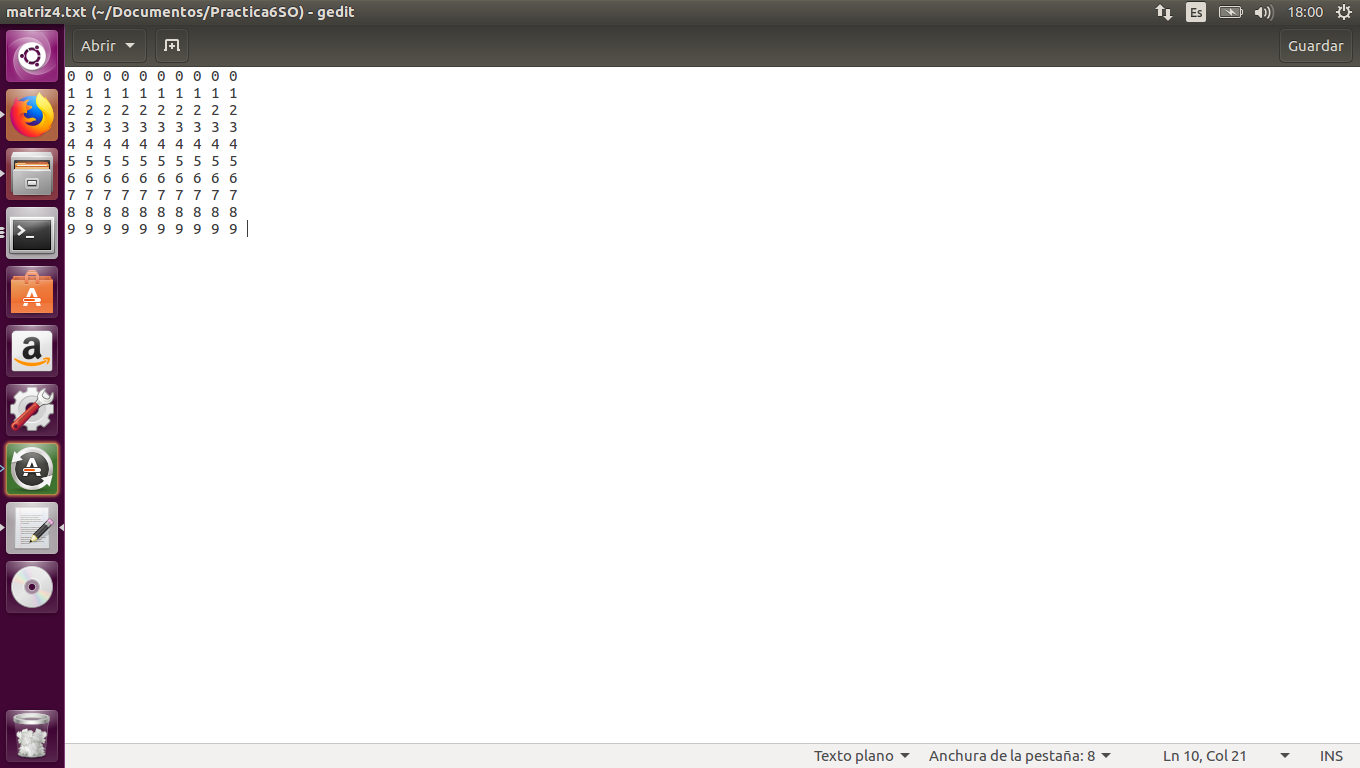 matriz4.txt (~/Documentos/Practica6SO) - gedit
Es
18:00
Abrir
Guardar
0 0 0 0 0 0 0 0 0 0
1 1 1 1 1 1 1 1 1 1
2 2 2 2 2 2 2 2 2 2
3 3 3 3 3 3 3 3 3 3
4 4 4 4 4 4 4 4 4 4
5 5 5 5 5 5 5 5 5 5
6 6 6 6 6 6 6 6 6 6
7 7 7 7 7 7 7 7 7 7
8 8 8 8 8 8 8 8 8 8
9 9 9 9 9 9 9 9 9 9
Texto plano
Anchura de la pestaña: 8
Ln 10, Col 21
INS